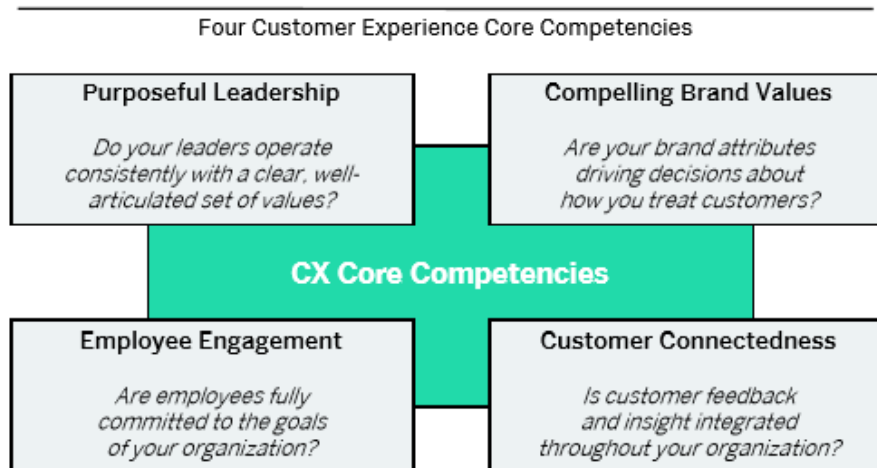 Four Customer Experience Core Competencies
Purposeful Leadership
Do your leaders operate
consistently with a clear, well-
articulated set of values?
Compelling Brand Values
Are your brand attributes
driving decisions about
how you treat customers?
CX Core Competencies
Employee Engagement
Are employees fully
committed to the goals
of your organization?
Customer Connectedness
Is customer feedback
and insight integrated
throughout your organization?